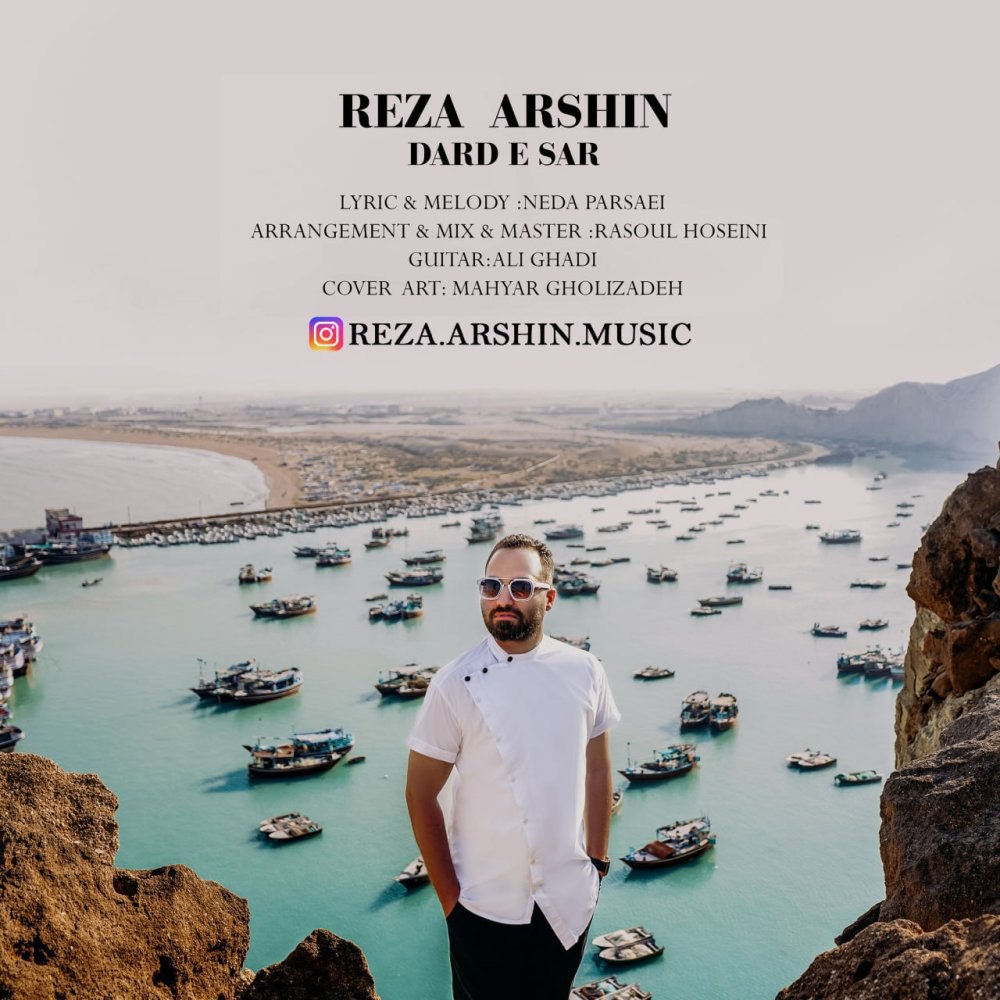 REZA ARSHIN
DARD E SAR
LYRIC & MELODY :NEDA PARSAEI
ARRANGEMENT & MIX & MASTER :RASOUL HOSEINI
GUITAR:ALI GHADI
COVER ART: MAHYAR GHOLIZADEH
REZA.ARSHIN.MUSIC